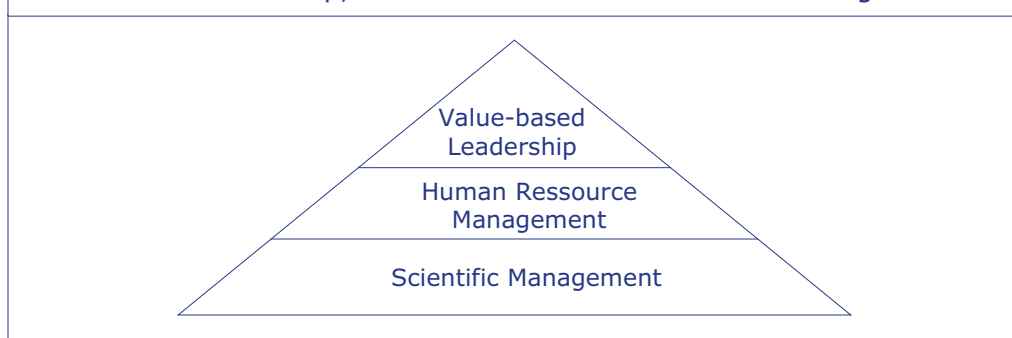 Value-based
Leadership
Human Ressource
Management
Scientific Management